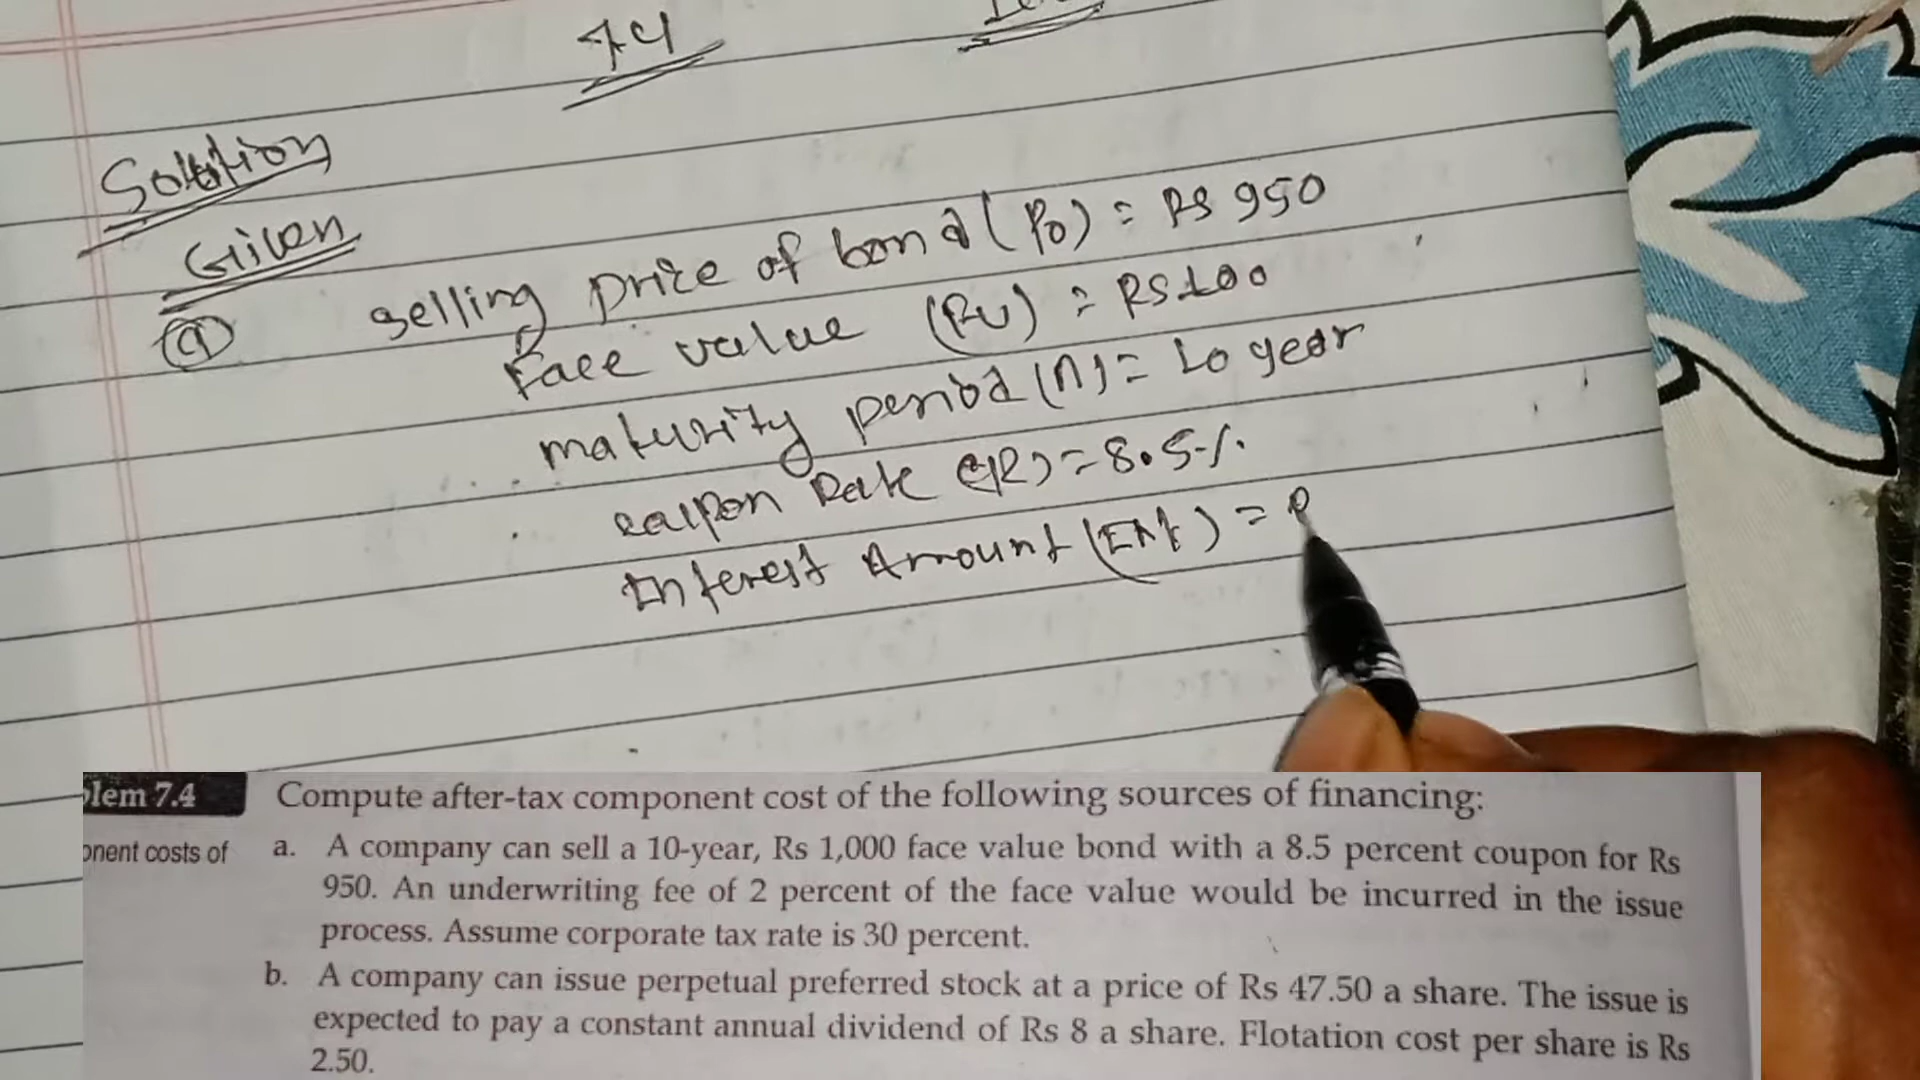 74
Solution
Given
a selling price of bond (P0) = RS 950
Face value (FV) = RS 100
maturity period (n) = 10 year
Rate (CR) = 8.5%
Interest Amount (INt) =
lem 7.4 Compute after-tax component cost of the following sources of financing:
onent costs of a. A company can sell a 10-year, Rs 1,000 face value bond with a 8.5 percent coupon for Rs
950. An underwriting fee of 2 percent of the face value would be incurred in the issue
process. Assume corporate tax rate is 30 percent.
b. A company can issue perpetual preferred stock at a price of Rs 47.50 a share. The issue is
expected to pay a constant annual dividend of Rs 8 a share. Flotation cost per share is Rs
2.50.